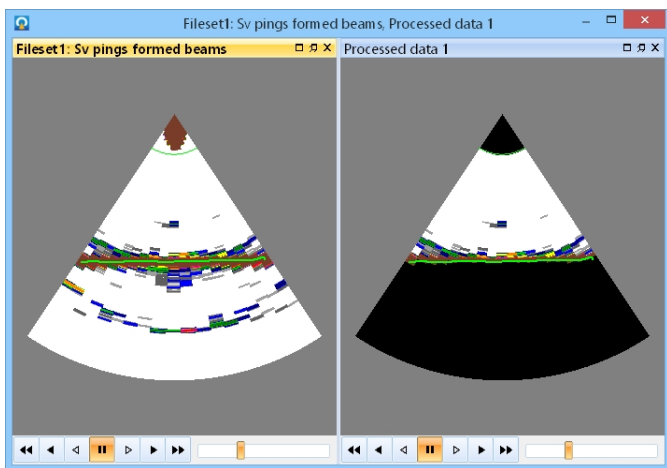 Fileset1: Sv pings formed beams, Processed data 1
Fileset1: Sv pings formed beams
Processed data 1